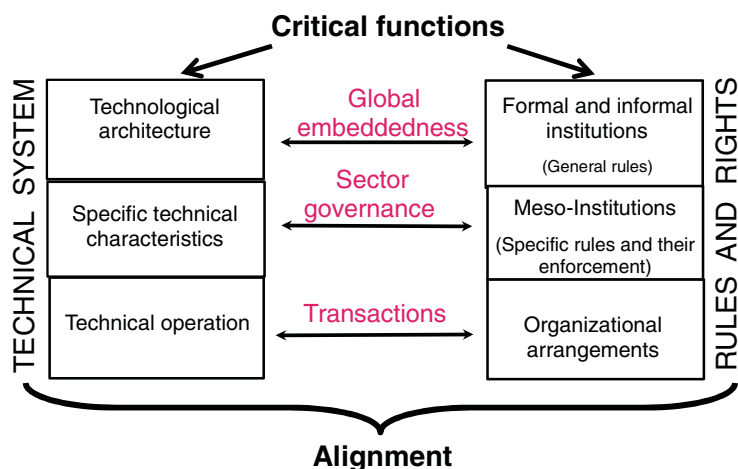 Critical functions
TECHNICAL SYSTEM
Technological
architecture
Specific technical
characteristics
Technical operation
Global
embeddedness
Sector
governance
Transactions
Formal and informal
institutions
(General rules)
Meso-Institutions
(Specific rules and their
enforcement)
Organizational
arrangements
RULES AND RIGHTS
Alignment